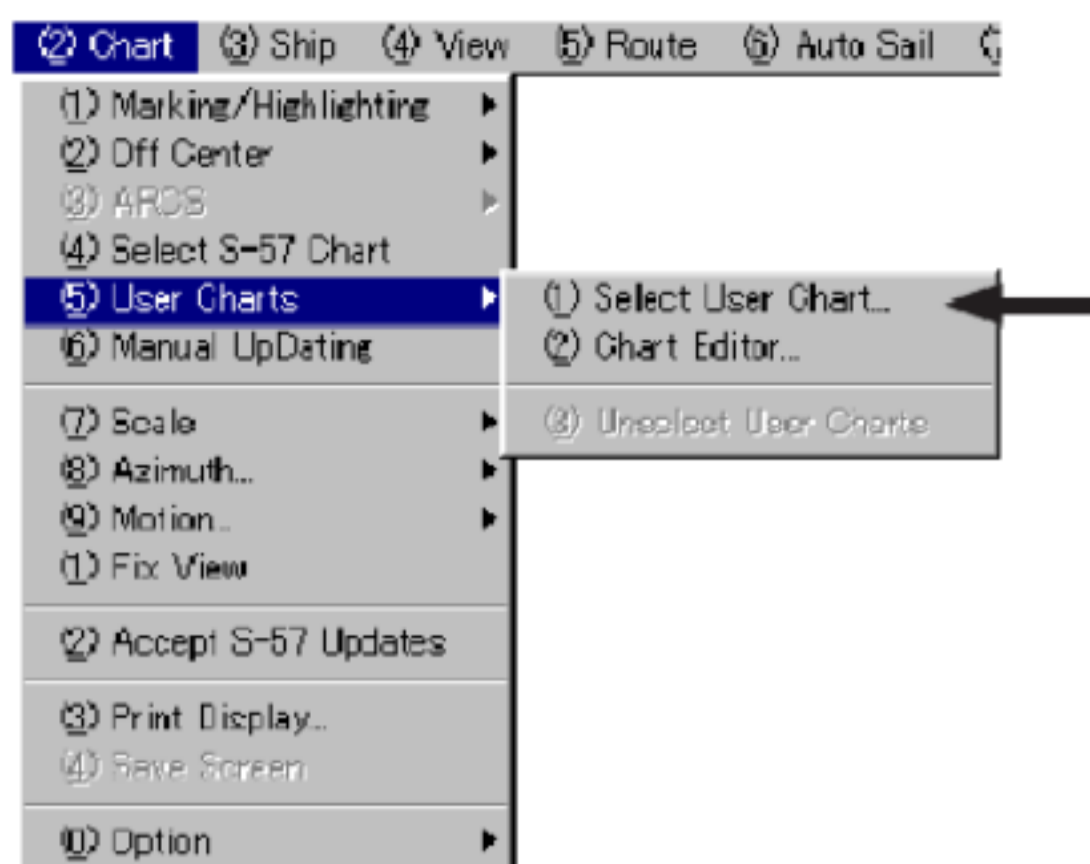 (2) Chart (3) Ship (4) View (5) Route (6) Auto Sail
(1) Marking/Highlighting
(2) Off Center
(3) ARCS
(4) Select S-57 Chart
(5) User Charts
(1) Select User Chart...
(6) Manual UpDating
(2) Chart Editor...
(7) Scale
(3) Unselect User Charts
(8) Azimuth...
(9) Motion...
(1) Fix View
(2) Accept S-57 Updates
(3) Print Display...
(4) Save Screen
(0) Option